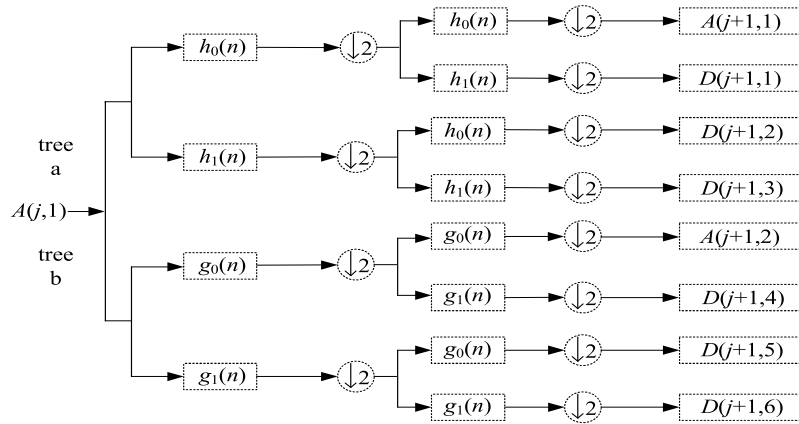 h₀(n) ↓2 h₀(n) ↓2 A(j+1,1)
h₁(n) ↓2 D(j+1,1)
h₁(n) ↓2 h₀(n) ↓2 D(j+1,2)
h₁(n) ↓2 D(j+1,3)
tree
a
A(j,1)
tree
b
g₀(n) ↓2 g₀(n) ↓2 A(j+1,2)
g₁(n) ↓2 D(j+1,4)
g₁(n) ↓2 g₀(n) ↓2 D(j+1,5)
g₁(n) ↓2 D(j+1,6)